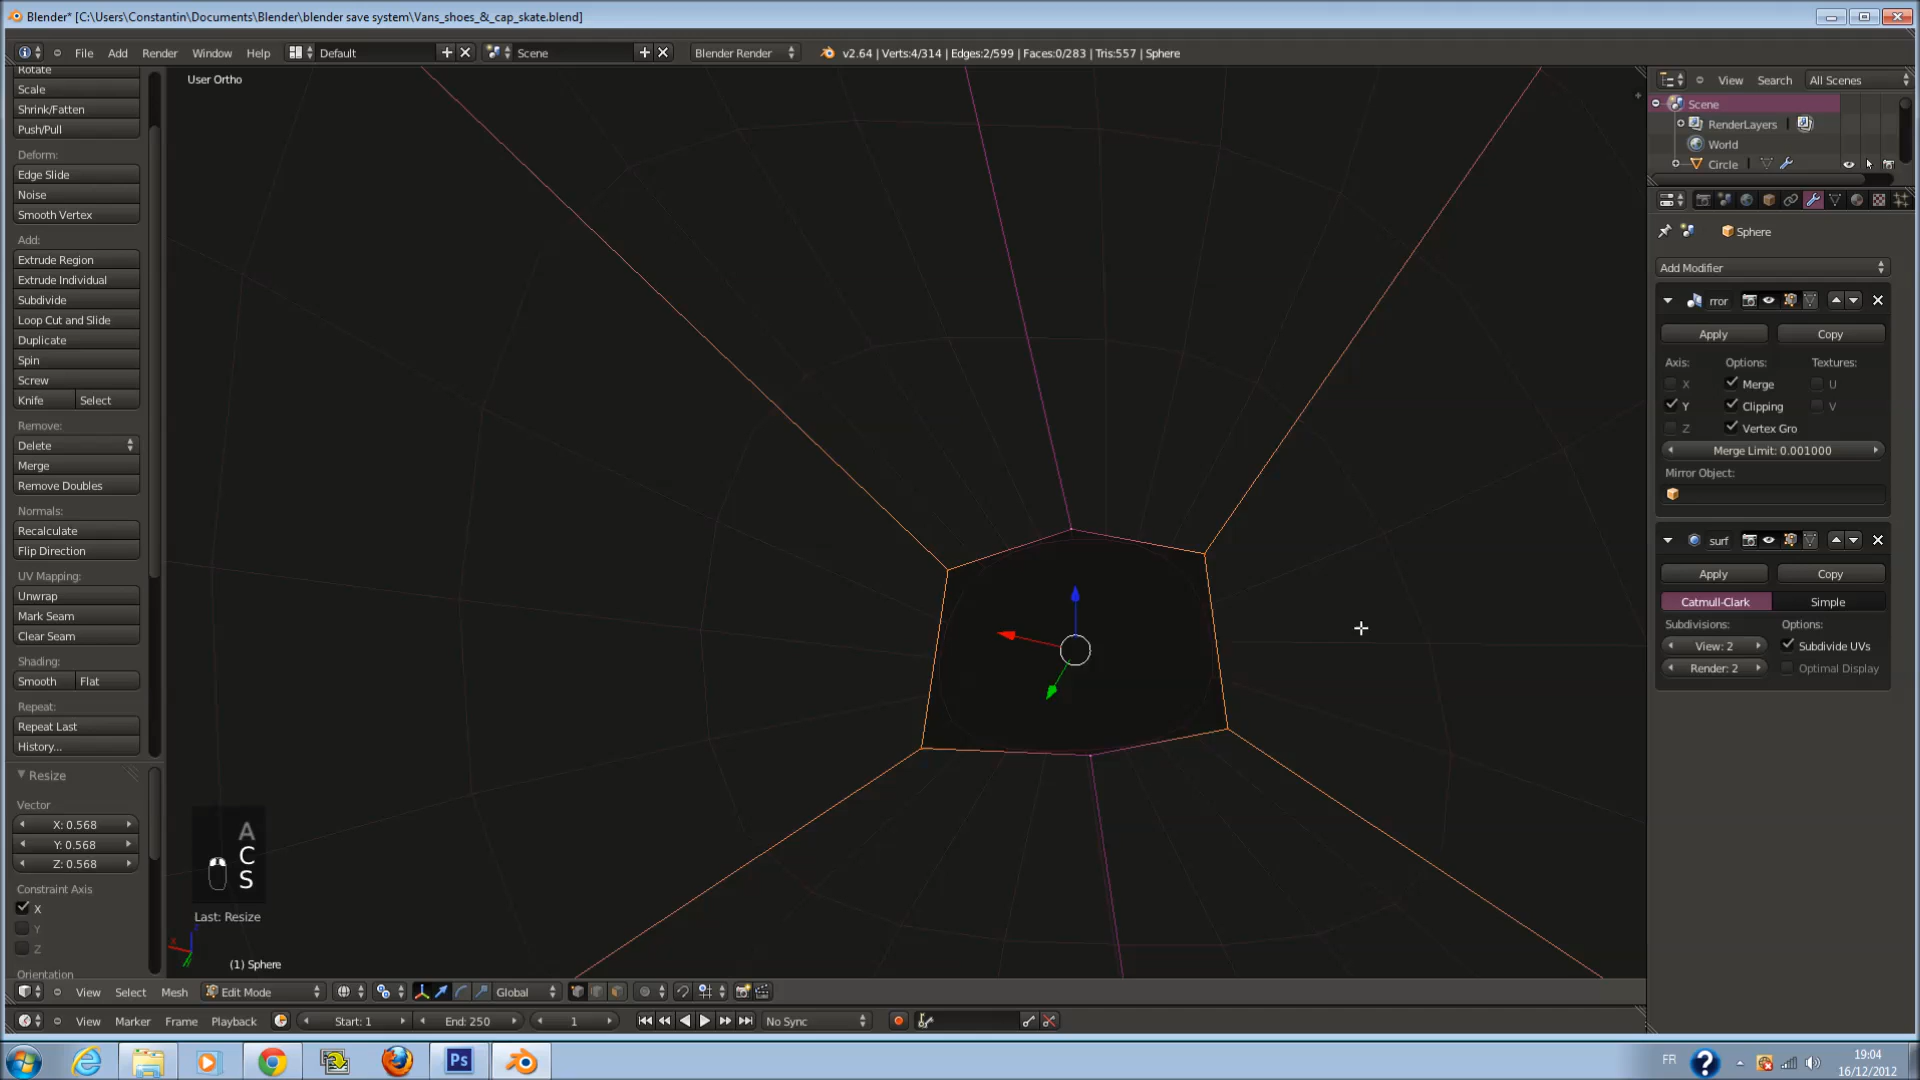 Blender* [C:\Users\Constantin\Documents\Blender\blender save system\Vans_shoes_&_cap_skate.blend]
File Add Render Window Help Default Scene Blender Render v2.64 | Verts:4/314 | Edges:2/599 | Faces:0/283 | Tris:557 | Sphere
Rotate
Scale
Shrink/Fatten
Push/Pull
Deform:
Edge Slide
Noise
Smooth Vertex
Add:
Extrude Region
Extrude Individual
Subdivide
Loop Cut and Slide
Duplicate
Spin
Screw
Knife Select
Remove:
Delete
Merge
Remove Doubles
Normals:
Recalculate
Flip Direction
UV Mapping:
Unwrap
Mark Seam
Clear Seam
Shading:
Smooth Flat
Repeat:
Repeat Last
History...
Resize
Vector
X: 0.568
Y: 0.568
Z: 0.568
Constraint Axis
X
Y
Z
Orientation
User Ortho
A
C
S
Last: Resize
(1) Sphere
View Search All Scenes
Scene
RenderLayers
World
Circle
Sphere
Add Modifier
rror
Apply Copy
Axis: Options: Textures:
X Merge U
Y Clipping V
Z Vertex Gro
Merge Limit: 0.001000
Mirror Object:
surf
Apply Copy
Catmull-Clark Simple
Subdivisions: Options:
View: 2 Subdivide UVs
Render: 2 Optimal Display
View Select Mesh Edit Mode Global
View Marker Frame Playback Start: 1 End: 250 1 No Sync
Ps
FR
19:04
16/12/2012